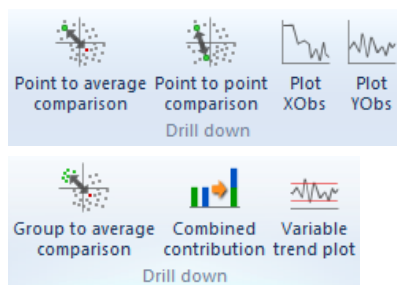 Point to average Point to point Plot Plot
comparison comparison XObs YObs
Drill down
Group to average Combined Variable
comparison contribution trend plot
Drill down